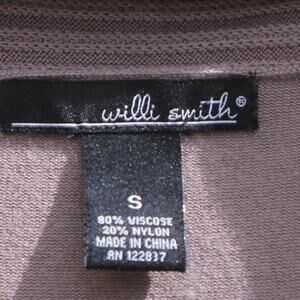 willi smith®
S
80% VISCOSE
20% NYLON
MADE IN CHINA
RN 122837